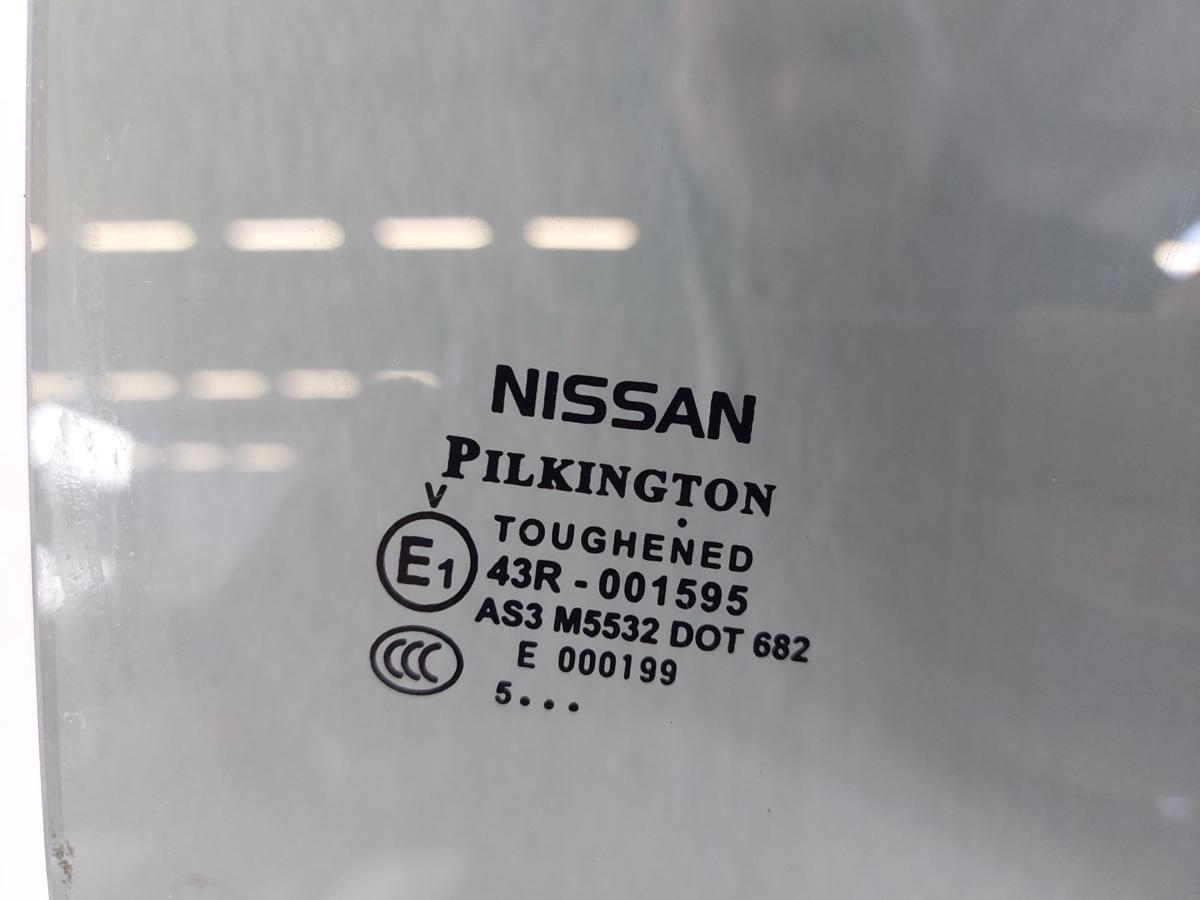 NISSAN
PILKINGTON
V
TOUGHENED
E1
43R - 001595
AS3 M5532 DOT 682
CCC
E 000199
5...